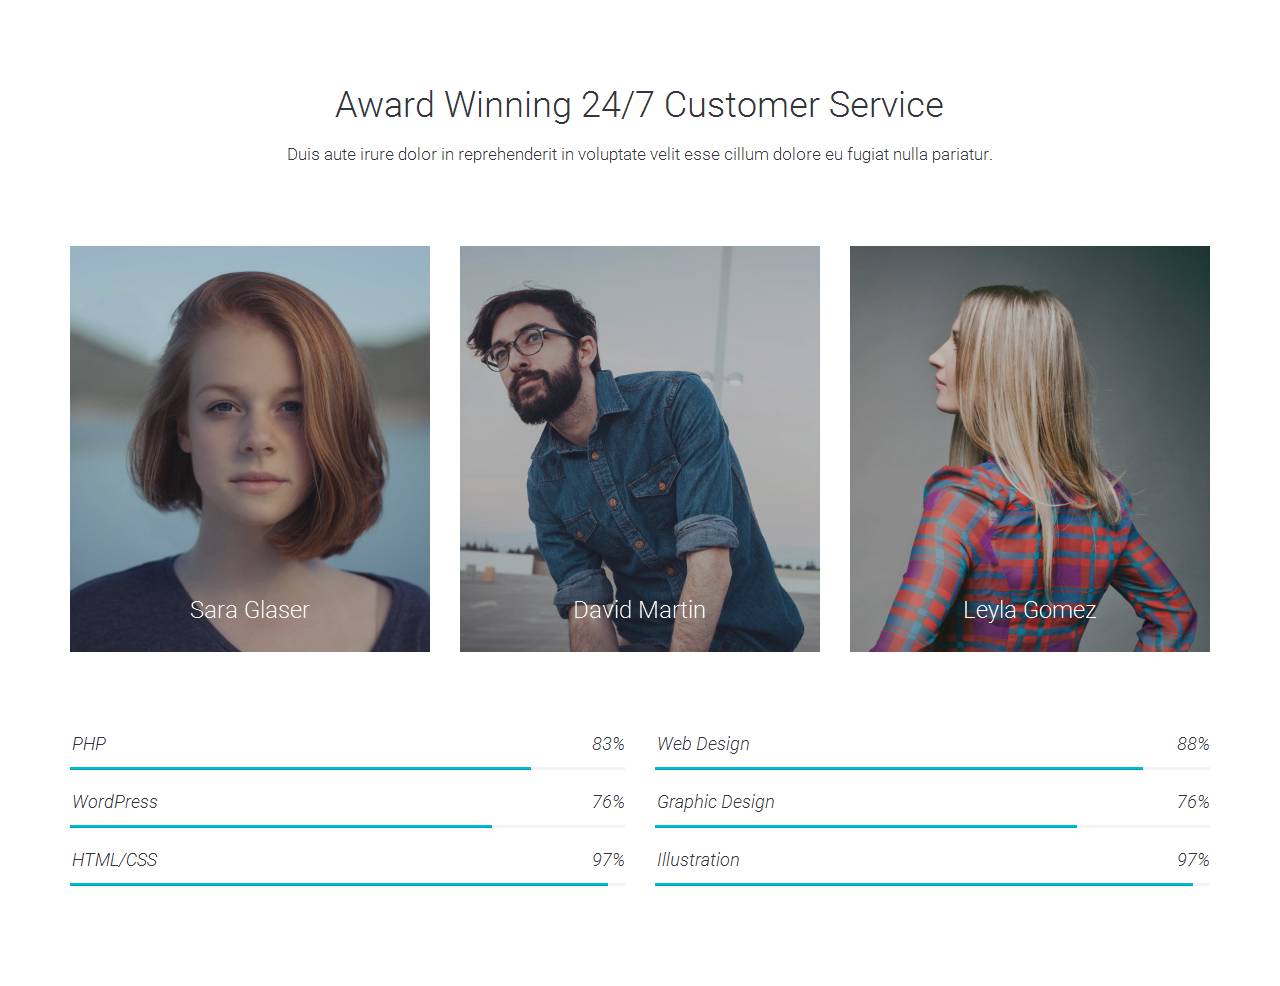 Award Winning 24/7 Customer Service
Duis aute irure dolor in reprehenderit in voluptate velit esse cillum dolore eu fugiat nulla pariatur.
Sara Glaser
David Martin
Leyla Gomez
PHP 83%
Web Design 88%
WordPress 76%
Graphic Design 76%
HTML/CSS 97%
Illustration 97%